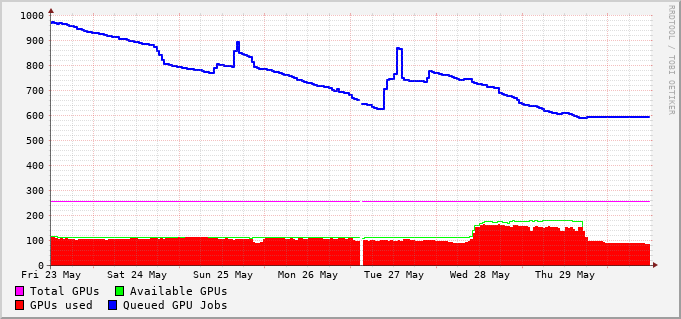 1000
900
800
700
600
500
400
300
200
100
0
Fri 23 May Sat 24 May Sun 25 May Mon 26 May Tue 27 May Wed 28 May Thu 29 May
Total GPUs Available GPUs
GPUs used Queued GPU Jobs
RRDTOOL / TOBI OETIKER